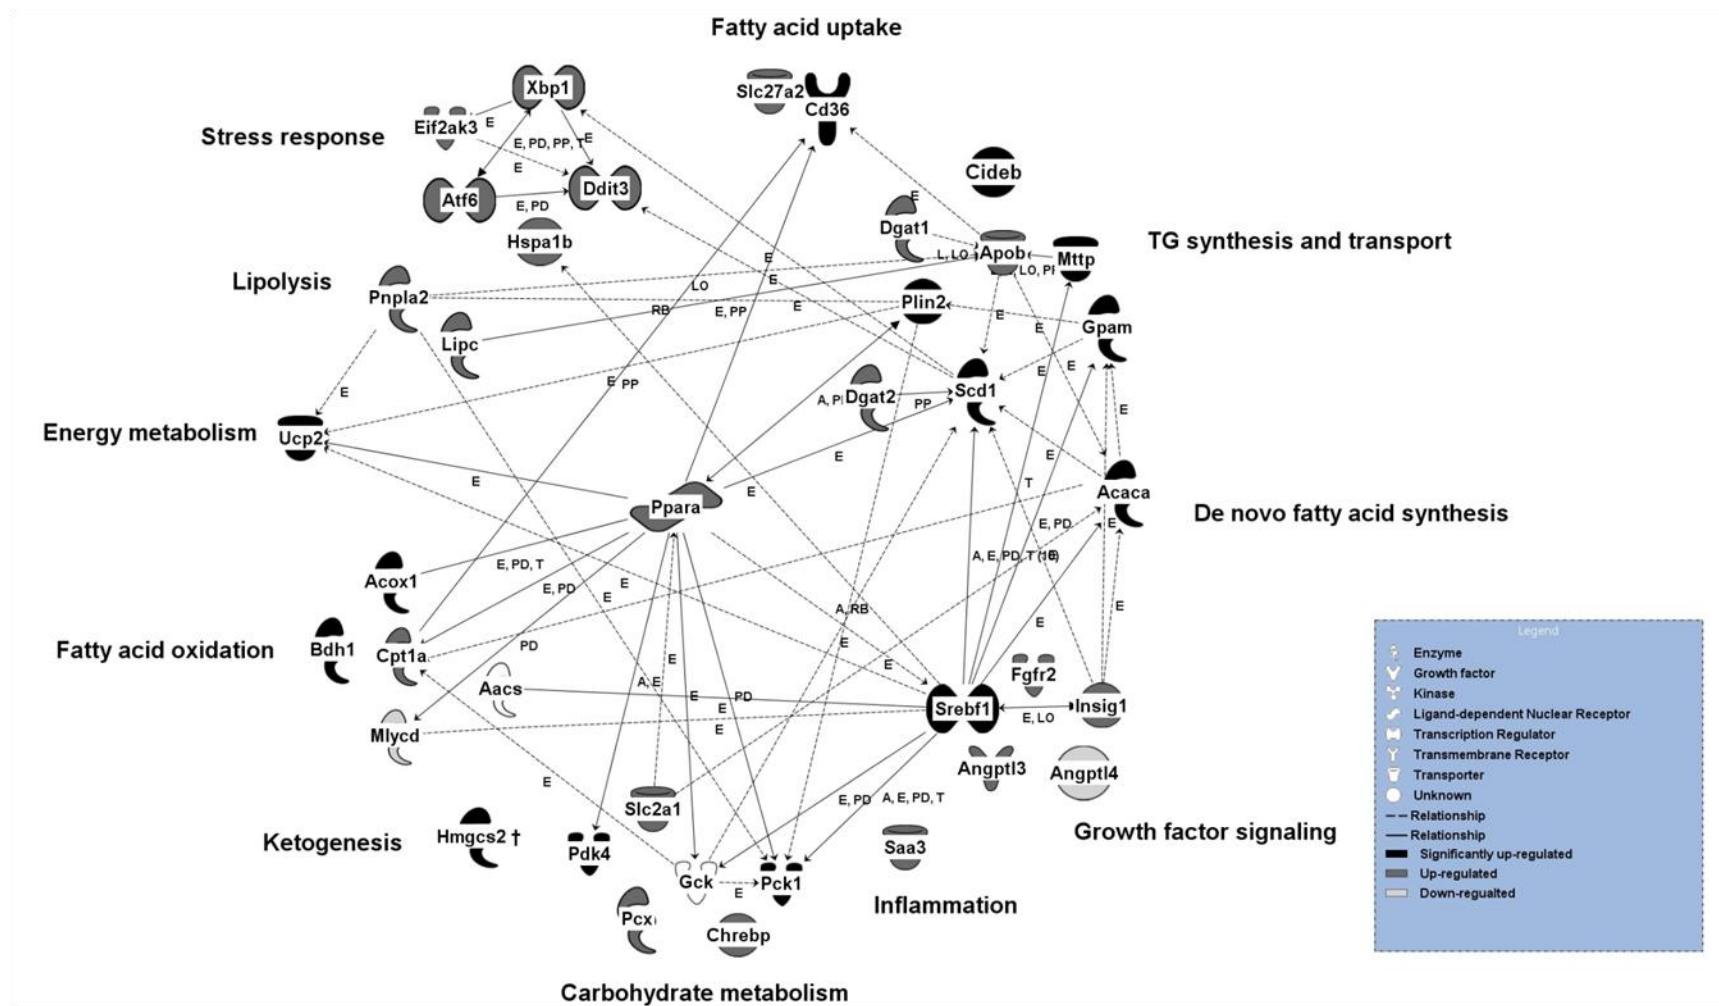 Fatty acid uptake
Xbp1
Slc27a2
Cd36
Eif2ak3
E
Stress response
E, PD, PP, T
E
E
Cideb
Atf6
Ddit3
E, PD
E
Dgat1
Hspa1b
TG synthesis and transport
L, LO
Apob
Mttp
, LO, P
E
E
Lipolysis
Pnpla2
LO
Plin2
RB
E, PP
E
E
E
Gpam
Lipc
E
E
E
PP
E
Scd1
A, P
Dgat2
PP
E
Ucp2
Energy metabolism
E
E
E
E
T
Acaca
Ppara
De novo fatty acid synthesis
E, PD
E
A, E, PD, T (10)
E, PD, T
Acox1
E, PD
E
E
A, RB
E
E
Fatty acid oxidation
Bdh1
Cpt1a
PD
E
E
E
Fgfr2
Aacs
A, E
E
PD
E
Srebf1
Insig1
E, LO
Mlycd
E
Angptl3
Angptl4
E
Slc2a1
E, PD
A, E, PD, T
Ketogenesis
Hmgcs2 †
Growth factor signaling
Pdk4
Saa3
Gck
E
Pck1
Inflammation
Pcx
Chrebp
Carbohydrate metabolism
Legend
Enzyme
Growth factor
Kinase
Ligand-dependent Nuclear Receptor
Transcription Regulator
Transmembrane Receptor
Transporter
Unknown
Relationship
Relationship
Significantly up-regulated
Up-regulated
Down-regualted